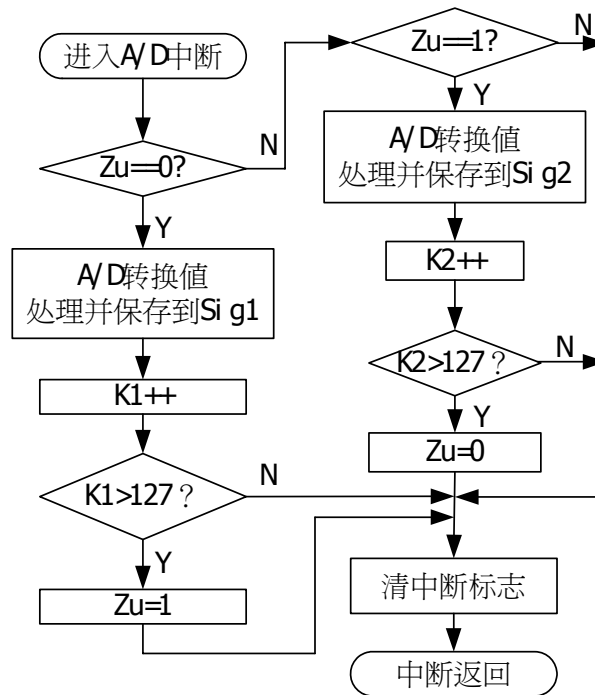 进入A/D中断
Zu==0?
N
Y
A/D转换值
处理并保存到Sig1
K1++
K1>127？
N
Y
Zu=1
Zu==1?
N
Y
A/D转换值
处理并保存到Sig2
K2++
K2>127？
N
Y
Zu=0
清中断标志
中断返回